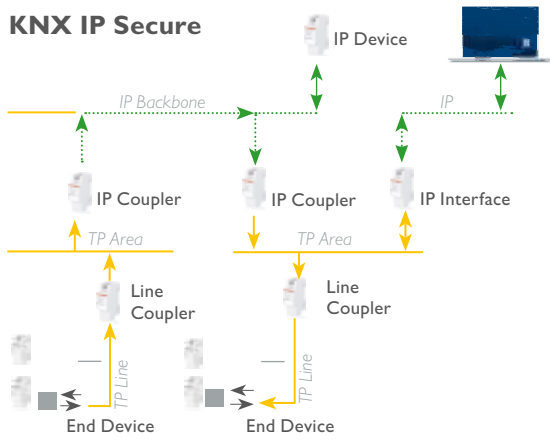 KNX IP Secure
IP Device
IP Backbone
IP
IP Coupler
IP Coupler
IP Interface
TP Area
TP Area
Line
Coupler
Line
Coupler
TP Line
TP Line
End Device
End Device